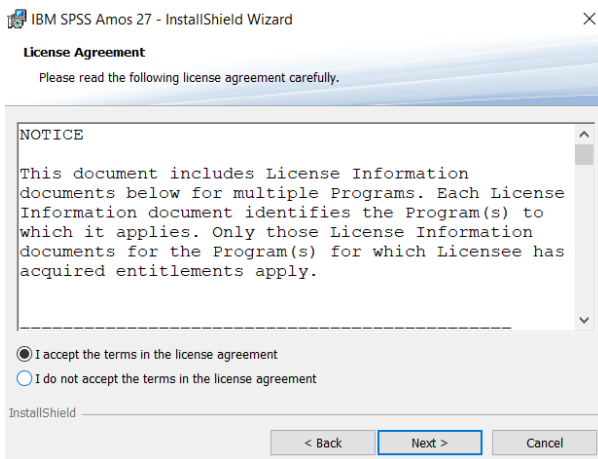 IBM SPSS Amos 27 - InstallShield Wizard
License Agreement
Please read the following license agreement carefully.
NOTICE
This document includes License Information
documents below for multiple Programs. Each License
Information document identifies the Program(s) to
which it applies. Only those License Information
documents for the Program(s) for which Licensee has
acquired entitlements apply.
I accept the terms in the license agreement
I do not accept the terms in the license agreement
InstallShield
< Back Next > Cancel